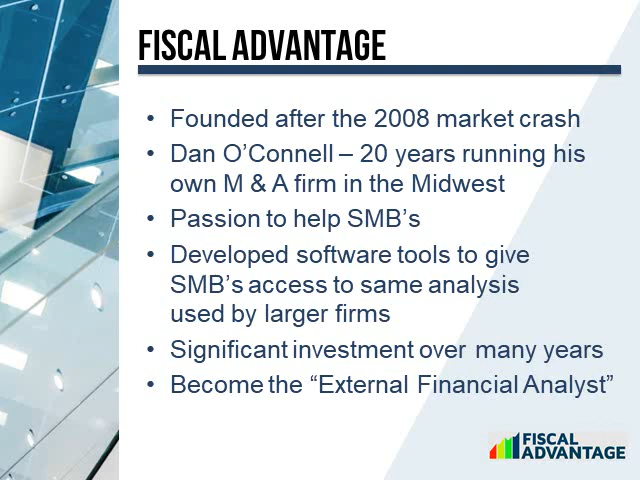 FISCAL ADVANTAGE
• Founded after the 2008 market crash
• Dan O’Connell – 20 years running his
own M & A firm in the Midwest
• Passion to help SMB’s
• Developed software tools to give
SMB’s access to same analysis
used by larger firms
• Significant investment over many years
• Become the “External Financial Analyst”
FISCAL
ADVANTAGE